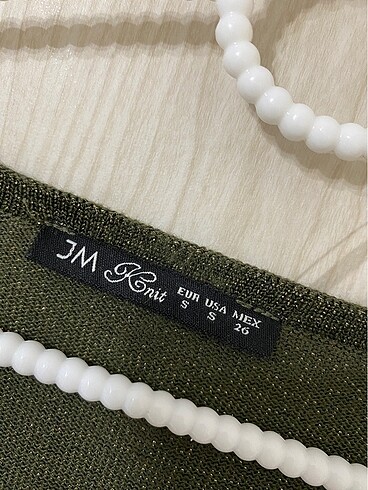 JM Knit
EUR USA MEX
S S 26